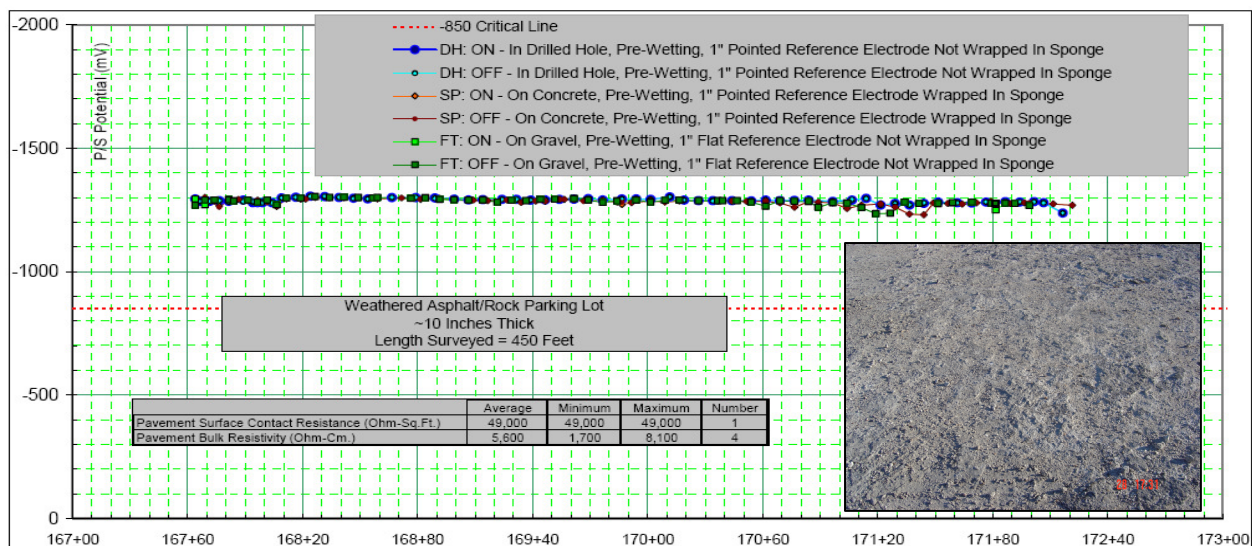 -2000
-1500
-1000
-500
0
P/S Potential (mV)
-850 Critical Line
DH: ON - In Drilled Hole, Pre-Wetting, 1" Pointed Reference Electrode Not Wrapped In Sponge
DH: OFF - In Drilled Hole, Pre-Wetting, 1" Pointed Reference Electrode Not Wrapped In Sponge
SP: ON - On Concrete, Pre-Wetting, 1" Pointed Reference Electrode Wrapped In Sponge
SP: OFF - On Concrete, Pre-Wetting, 1" Pointed Reference Electrode Wrapped In Sponge
FT: ON - On Gravel, Pre-Wetting, 1" Flat Reference Electrode Not Wrapped In Sponge
FT: OFF - On Gravel, Pre-Wetting, 1" Flat Reference Electrode Not Wrapped In Sponge
Weathered Asphalt/Rock Parking Lot
~10 Inches Thick
Length Surveyed = 450 Feet
Average Minimum Maximum Number
Pavement Surface Contact Resistance (Ohm-Sq.Ft.) 49,000 49,000 49,000 1
Pavement Bulk Resistivity (Ohm-Cm.) 5,600 1,700 8,100 4
167+00 167+60 168+20 168+80 169+40 170+00 170+60 171+20 171+80 172+40 173+00